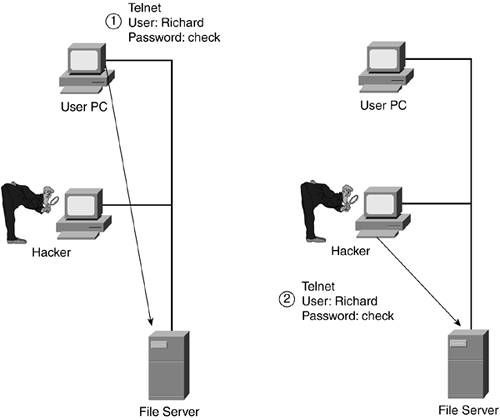 1
Telnet
User: Richard
Password: check
User PC
Hacker
File Server
User PC
Hacker
2
Telnet
User: Richard
Password: check
File Server